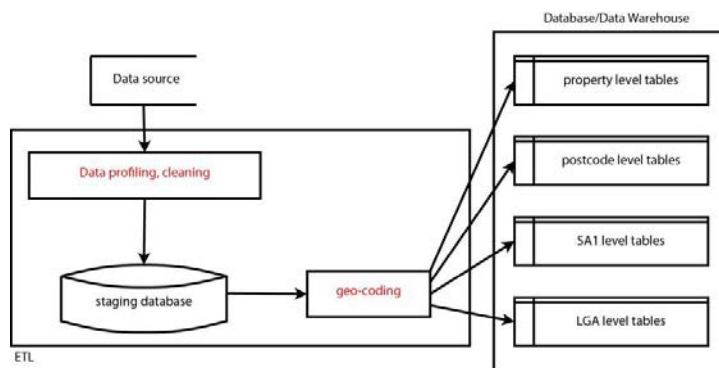 Database/Data Warehouse
Data source
property level tables
Data profiling, cleaning
postcode level tables
SA1 level tables
staging database
geo-coding
LGA level tables
ETL